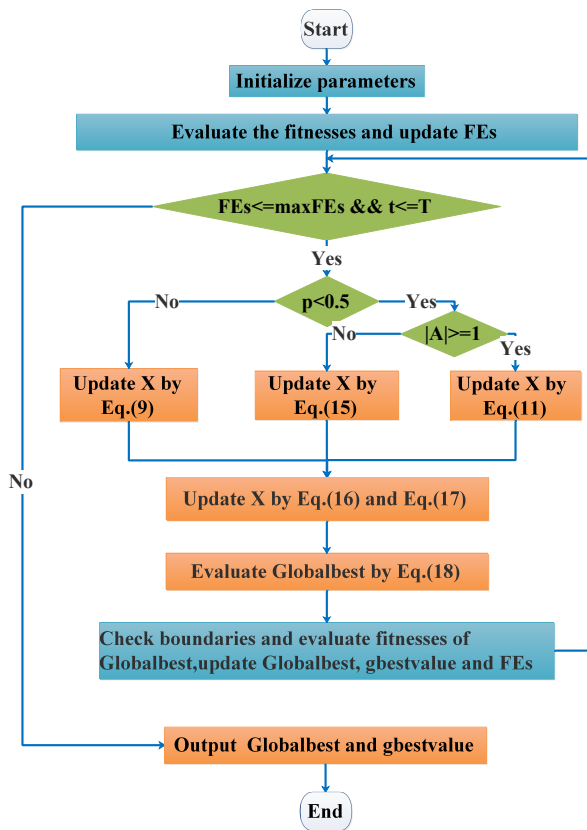 Start
Initialize parameters
Evaluate the fitnesses and update FEs
FEs<=maxFEs && t<=T
Yes
No
p<0.5
Yes
No
|A|>=1
Yes
Update X by
Eq.(9)
Update X by
Eq.(15)
Update X by
Eq.(11)
No
Update X by Eq.(16) and Eq.(17)
Evaluate Globalbest by Eq.(18)
Check boundaries and evaluate fitnesses of
Globalbest,update Globalbest, gbestvalue and FEs
Output Globalbest and gbestvalue
End